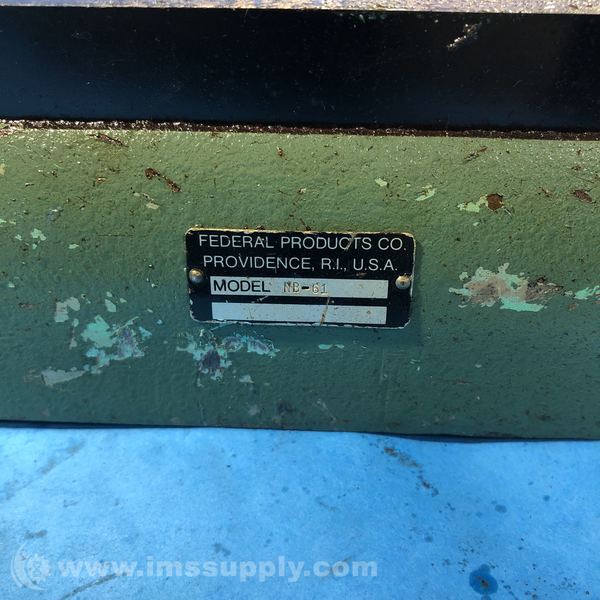 FEDERAL PRODUCTS CO.
PROVIDENCE, R.I., U.S.A.
MODEL NB-61
www.imssupply.com